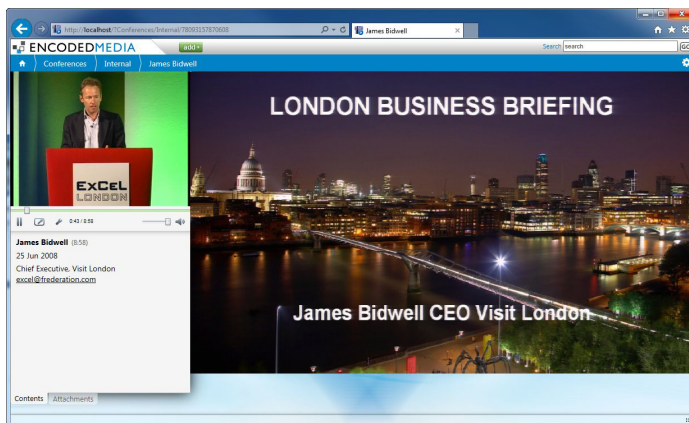 http://localhost/?Conferences/Internal/78093157870608
James Bidwell
ENCODEDMEDIA
add+
Search search GO
Conferences Internal James Bidwell
LONDON BUSINESS BRIEFING
EXCEL
LONDON
0:43 / 8:58
James Bidwell (8:58)
25 Jun 2008
Chief Executive, Visit London
excel@frederation.com
James Bidwell CEO Visit London
Contents Attachments